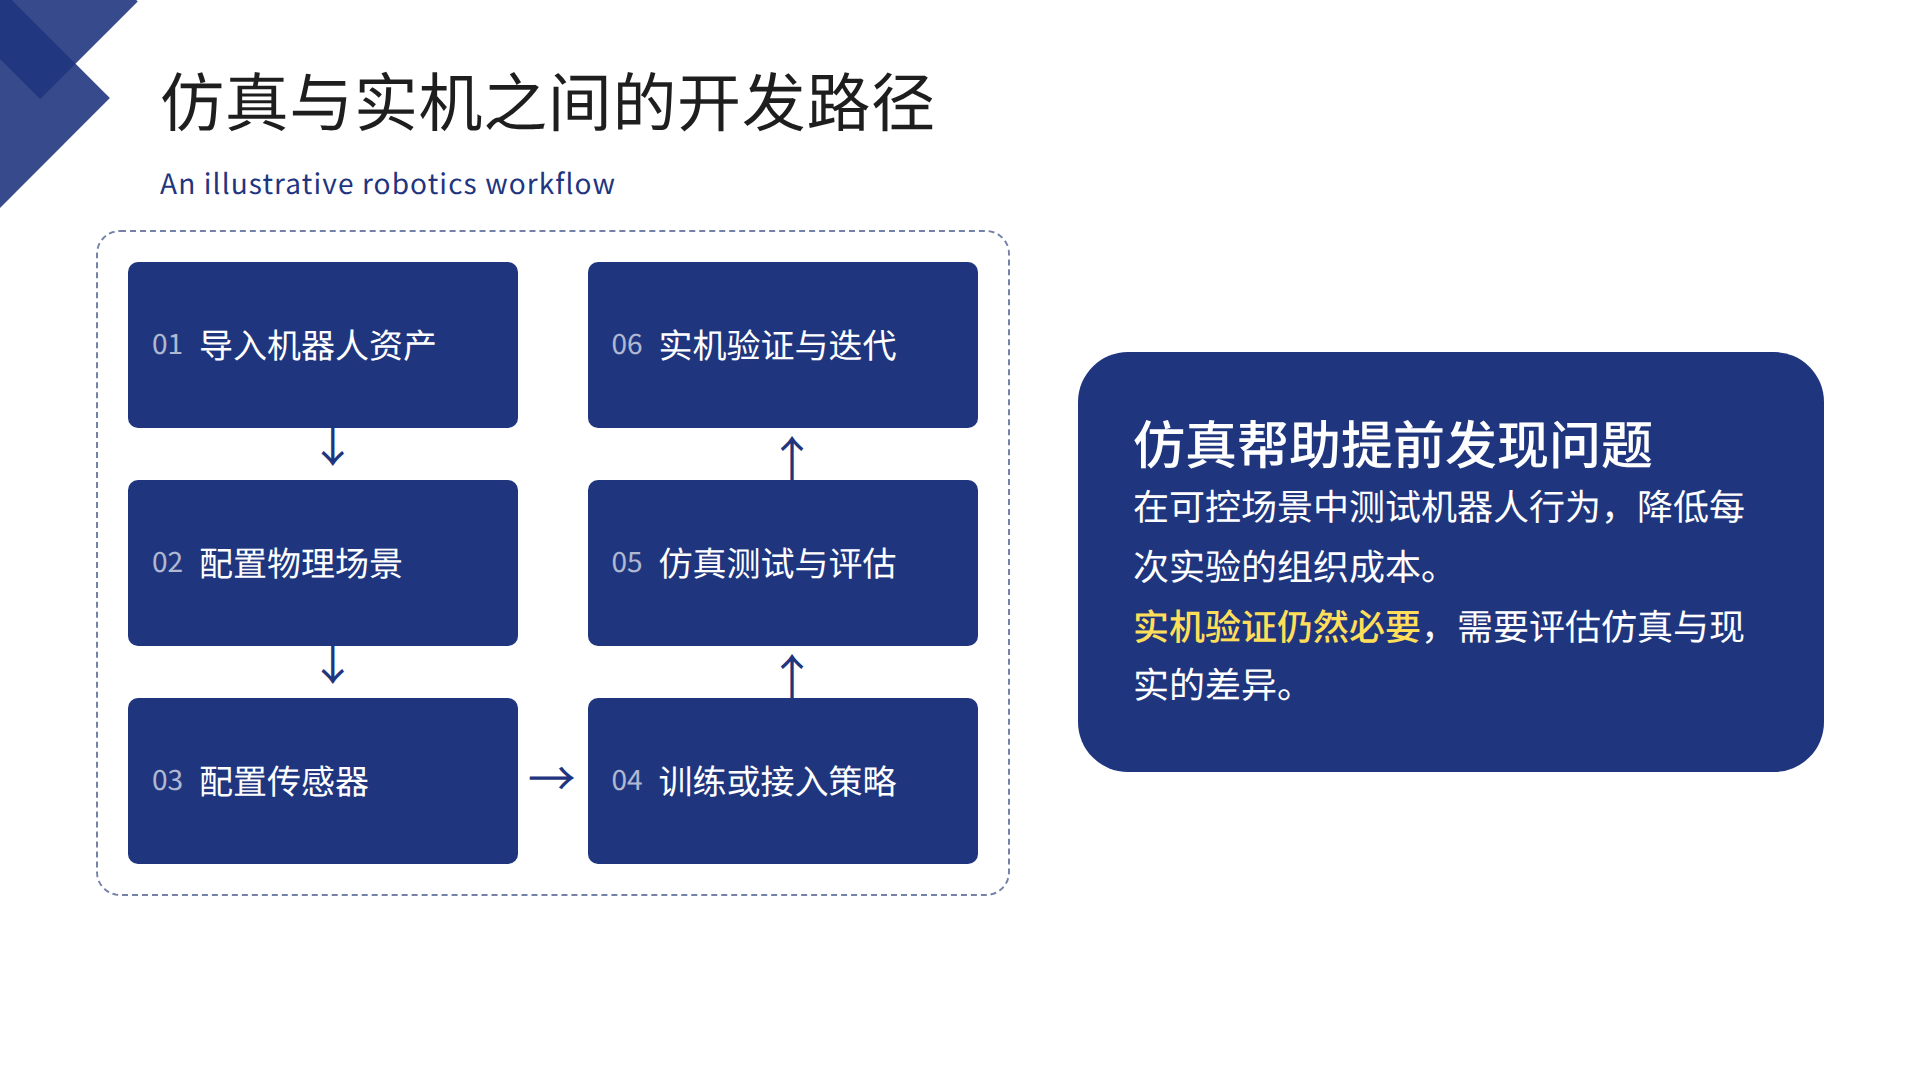 仿真与实机之间的开发路径
An illustrative robotics workflow
01 导入机器人资产
↓
02 配置物理场景
↓
03 配置传感器
→
04 训练或接入策略
↑
05 仿真测试与评估
↑
06 实机验证与迭代
仿真帮助提前发现问题
在可控场景中测试机器人行为，降低每
次实验的组织成本。
实机验证仍然必要，需要评估仿真与现
实的差异。